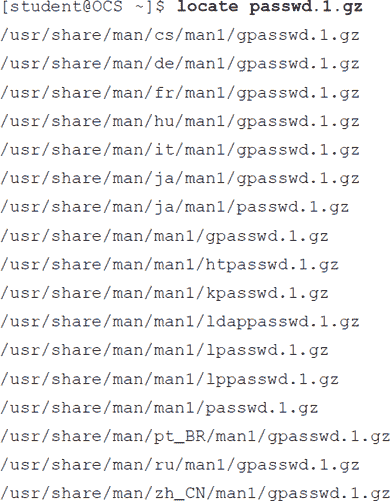 [student@OCS ~]$ locate passwd.1.gz
/usr/share/man/cs/man1/gpasswd.1.gz
/usr/share/man/de/man1/gpasswd.1.gz
/usr/share/man/fr/man1/gpasswd.1.gz
/usr/share/man/hu/man1/gpasswd.1.gz
/usr/share/man/it/man1/gpasswd.1.gz
/usr/share/man/ja/man1/gpasswd.1.gz
/usr/share/man/ja/man1/passwd.1.gz
/usr/share/man/man1/gpasswd.1.gz
/usr/share/man/man1/htpasswd.1.gz
/usr/share/man/man1/kpasswd.1.gz
/usr/share/man/man1/ldappasswd.1.gz
/usr/share/man/man1/lpasswd.1.gz
/usr/share/man/man1/lppasswd.1.gz
/usr/share/man/man1/passwd.1.gz
/usr/share/man/pt_BR/man1/gpasswd.1.gz
/usr/share/man/ru/man1/gpasswd.1.gz
/usr/share/man/zh_CN/man1/gpasswd.1.gz